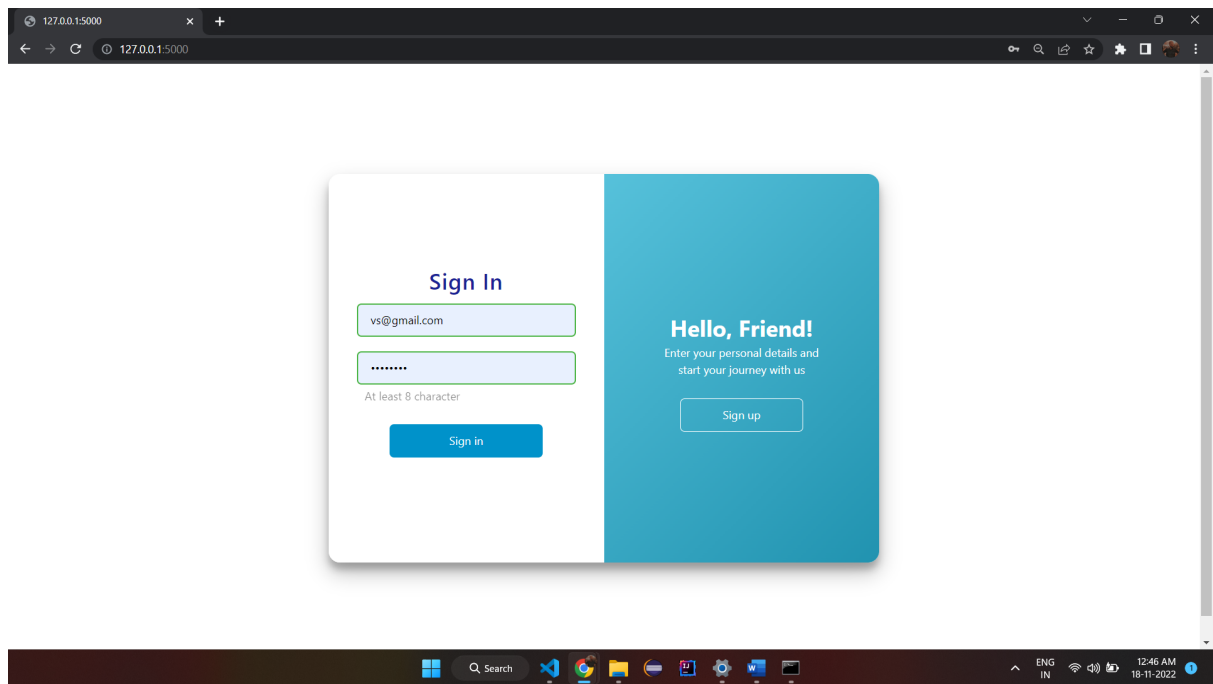 127.0.0.1:5000
127.0.0.1:5000
Sign In
vs@gmail.com
••••••••
At least 8 character
Sign in
Hello, Friend!
Enter your personal details and
start your journey with us
Sign up
Search
ENG
IN
12:46 AM
18-11-2022
1